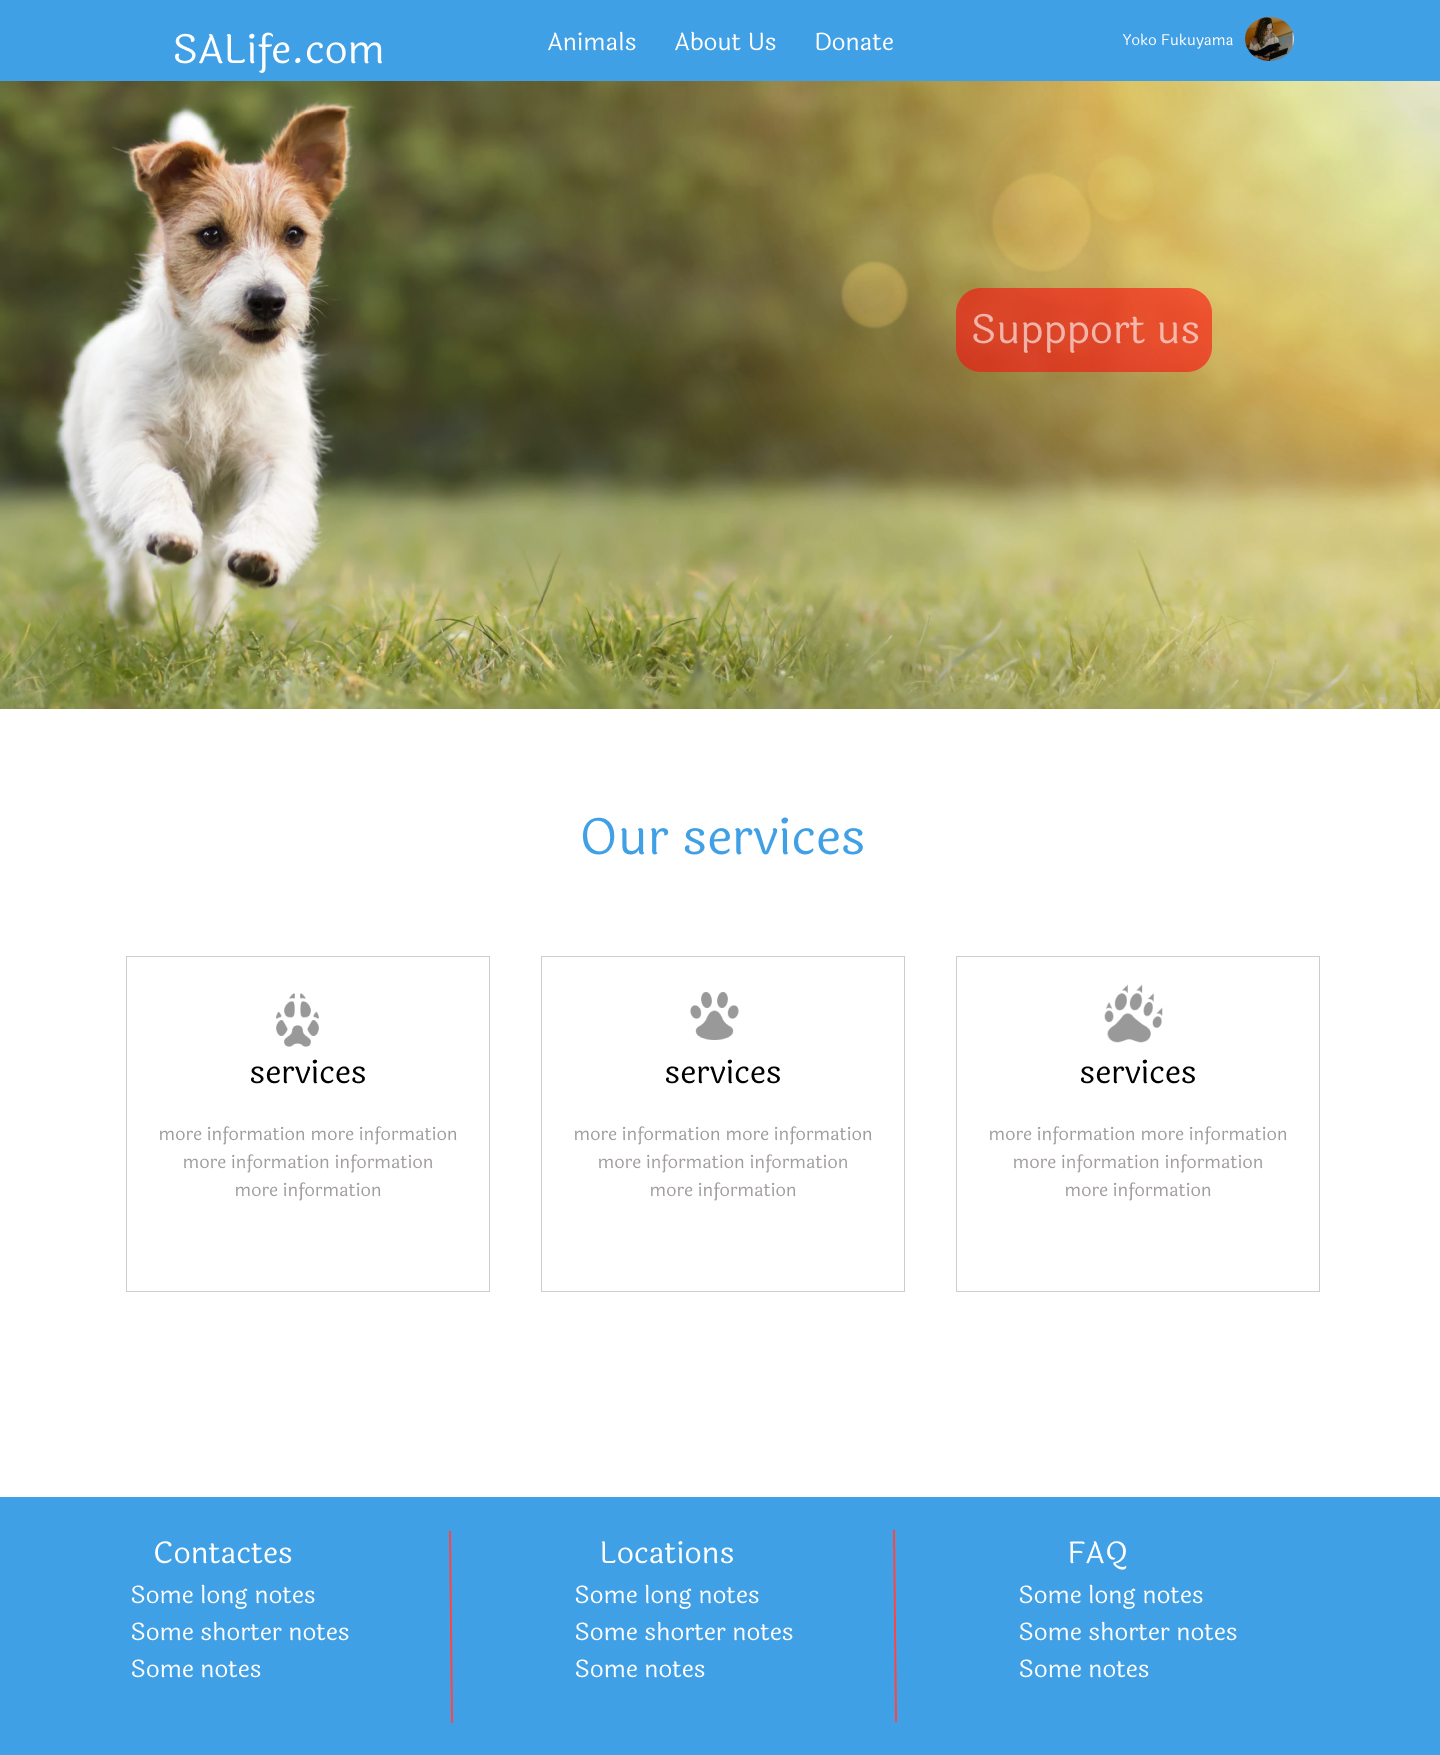 SALife.com
Animals
About Us
Donate
Yoko Fukuyama
Suppport us
Our services
services
more information more information
more information information
more information
services
more information more information
more information information
more information
services
more information more information
more information information
more information
Contactes
Some long notes
Some shorter notes
Some notes
Locations
Some long notes
Some shorter notes
Some notes
FAQ
Some long notes
Some shorter notes
Some notes